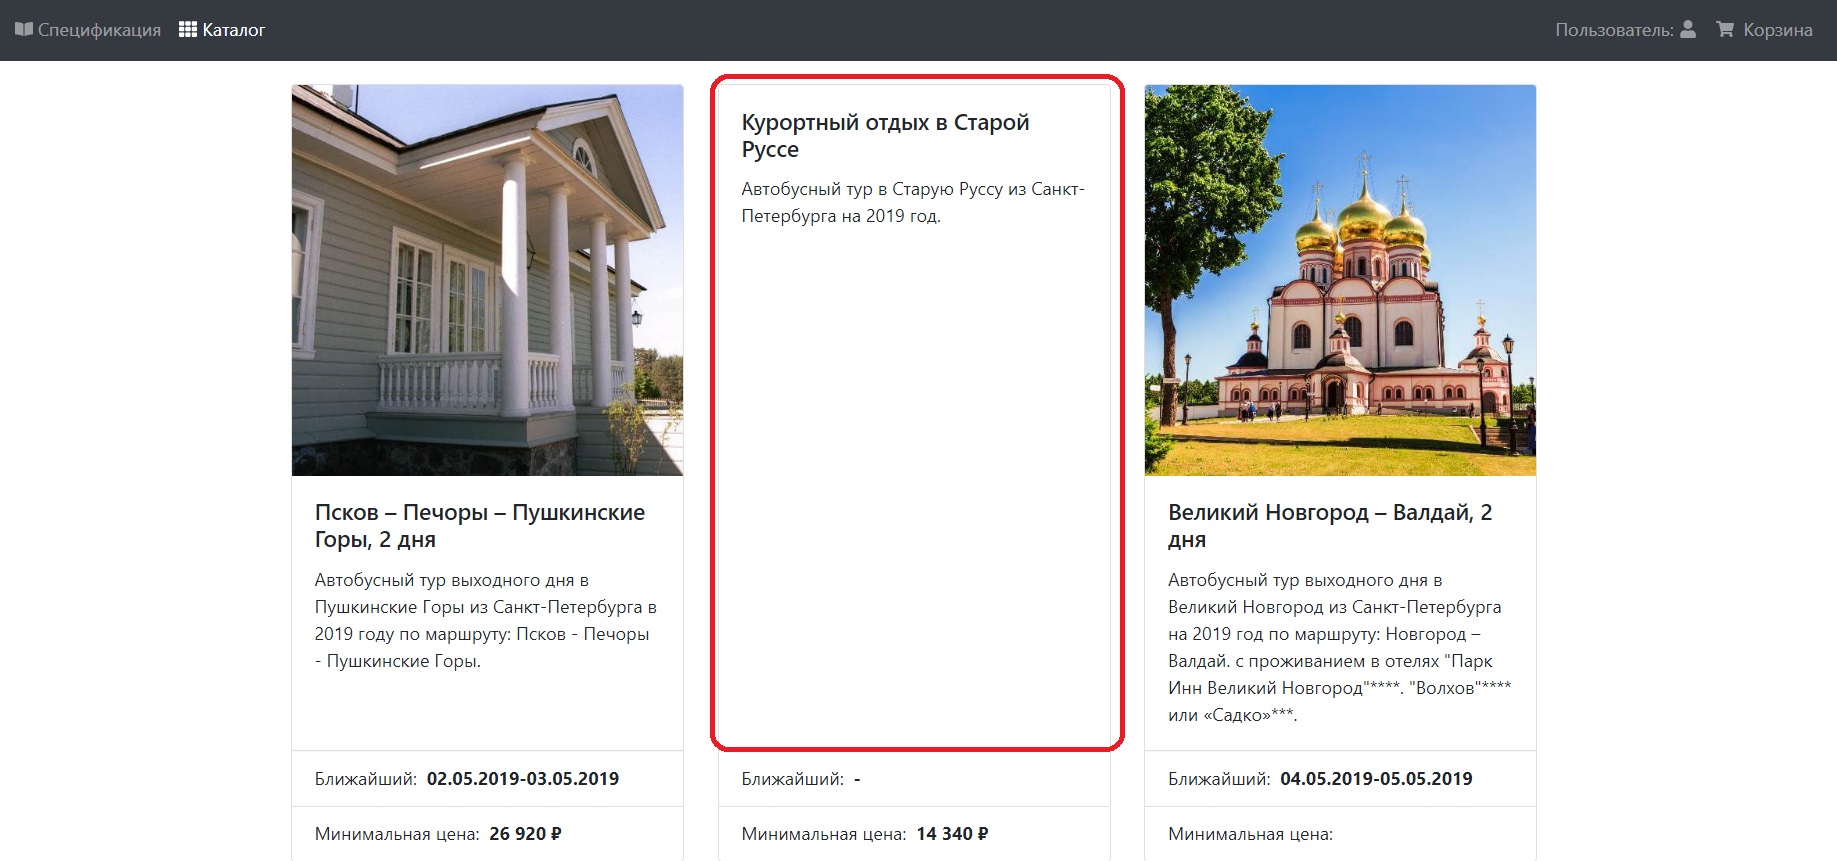 Спецификация Каталог Пользователь: Корзина
Псков – Печоры – Пушкинские
Горы, 2 дня
Автобусный тур выходного дня в
Пушкинские Горы из Санкт-Петербурга в
2019 году по маршруту: Псков - Печоры
- Пушкинские Горы.
Ближайший: 02.05.2019-03.05.2019
Минимальная цена: 26 920 ₽
Курортный отдых в Старой
Руссе
Автобусный тур в Старую Руссу из Санкт-
Петербурга на 2019 год.
Ближайший: -
Минимальная цена: 14 340 ₽
Великий Новгород – Валдай, 2
дня
Автобусный тур выходного дня в
Великий Новгород из Санкт-Петербурга
на 2019 год по маршруту: Новгород –
Валдай. с проживанием в отелях "Парк
Инн Великий Новгород"****. "Волхов"****
или «Садко»***.
Ближайший: 04.05.2019-05.05.2019
Минимальная цена: